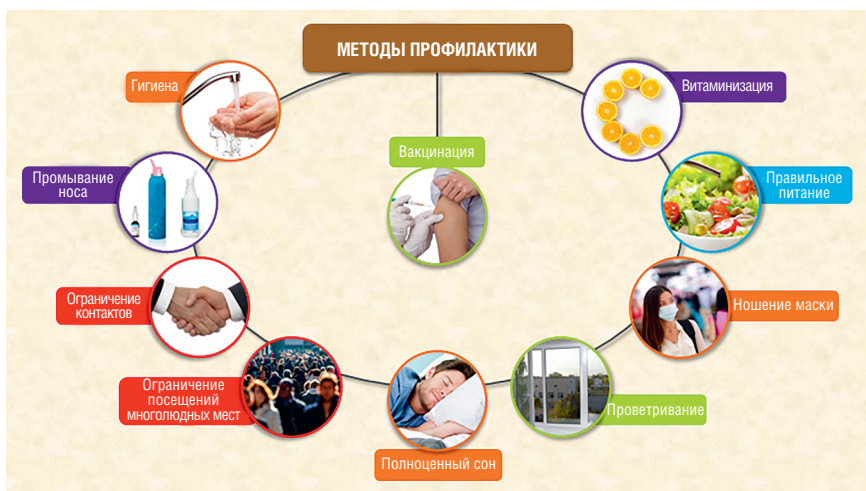 МЕТОДЫ ПРОФИЛАКТИКИ
Гигиена
Витаминизация
Вакцинация
Промывание
носа
Правильное
питание
Ограничение
контактов
Ношение маски
Ограничение
посещений
многолюдных мест
Проветривание
Полноценный сон